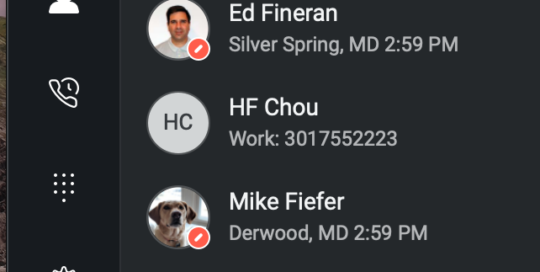 Ed Fineran
Silver Spring, MD 2:59 PM
HC
HF Chou
Work: 3017552223
Mike Fiefer
Derwood, MD 2:59 PM